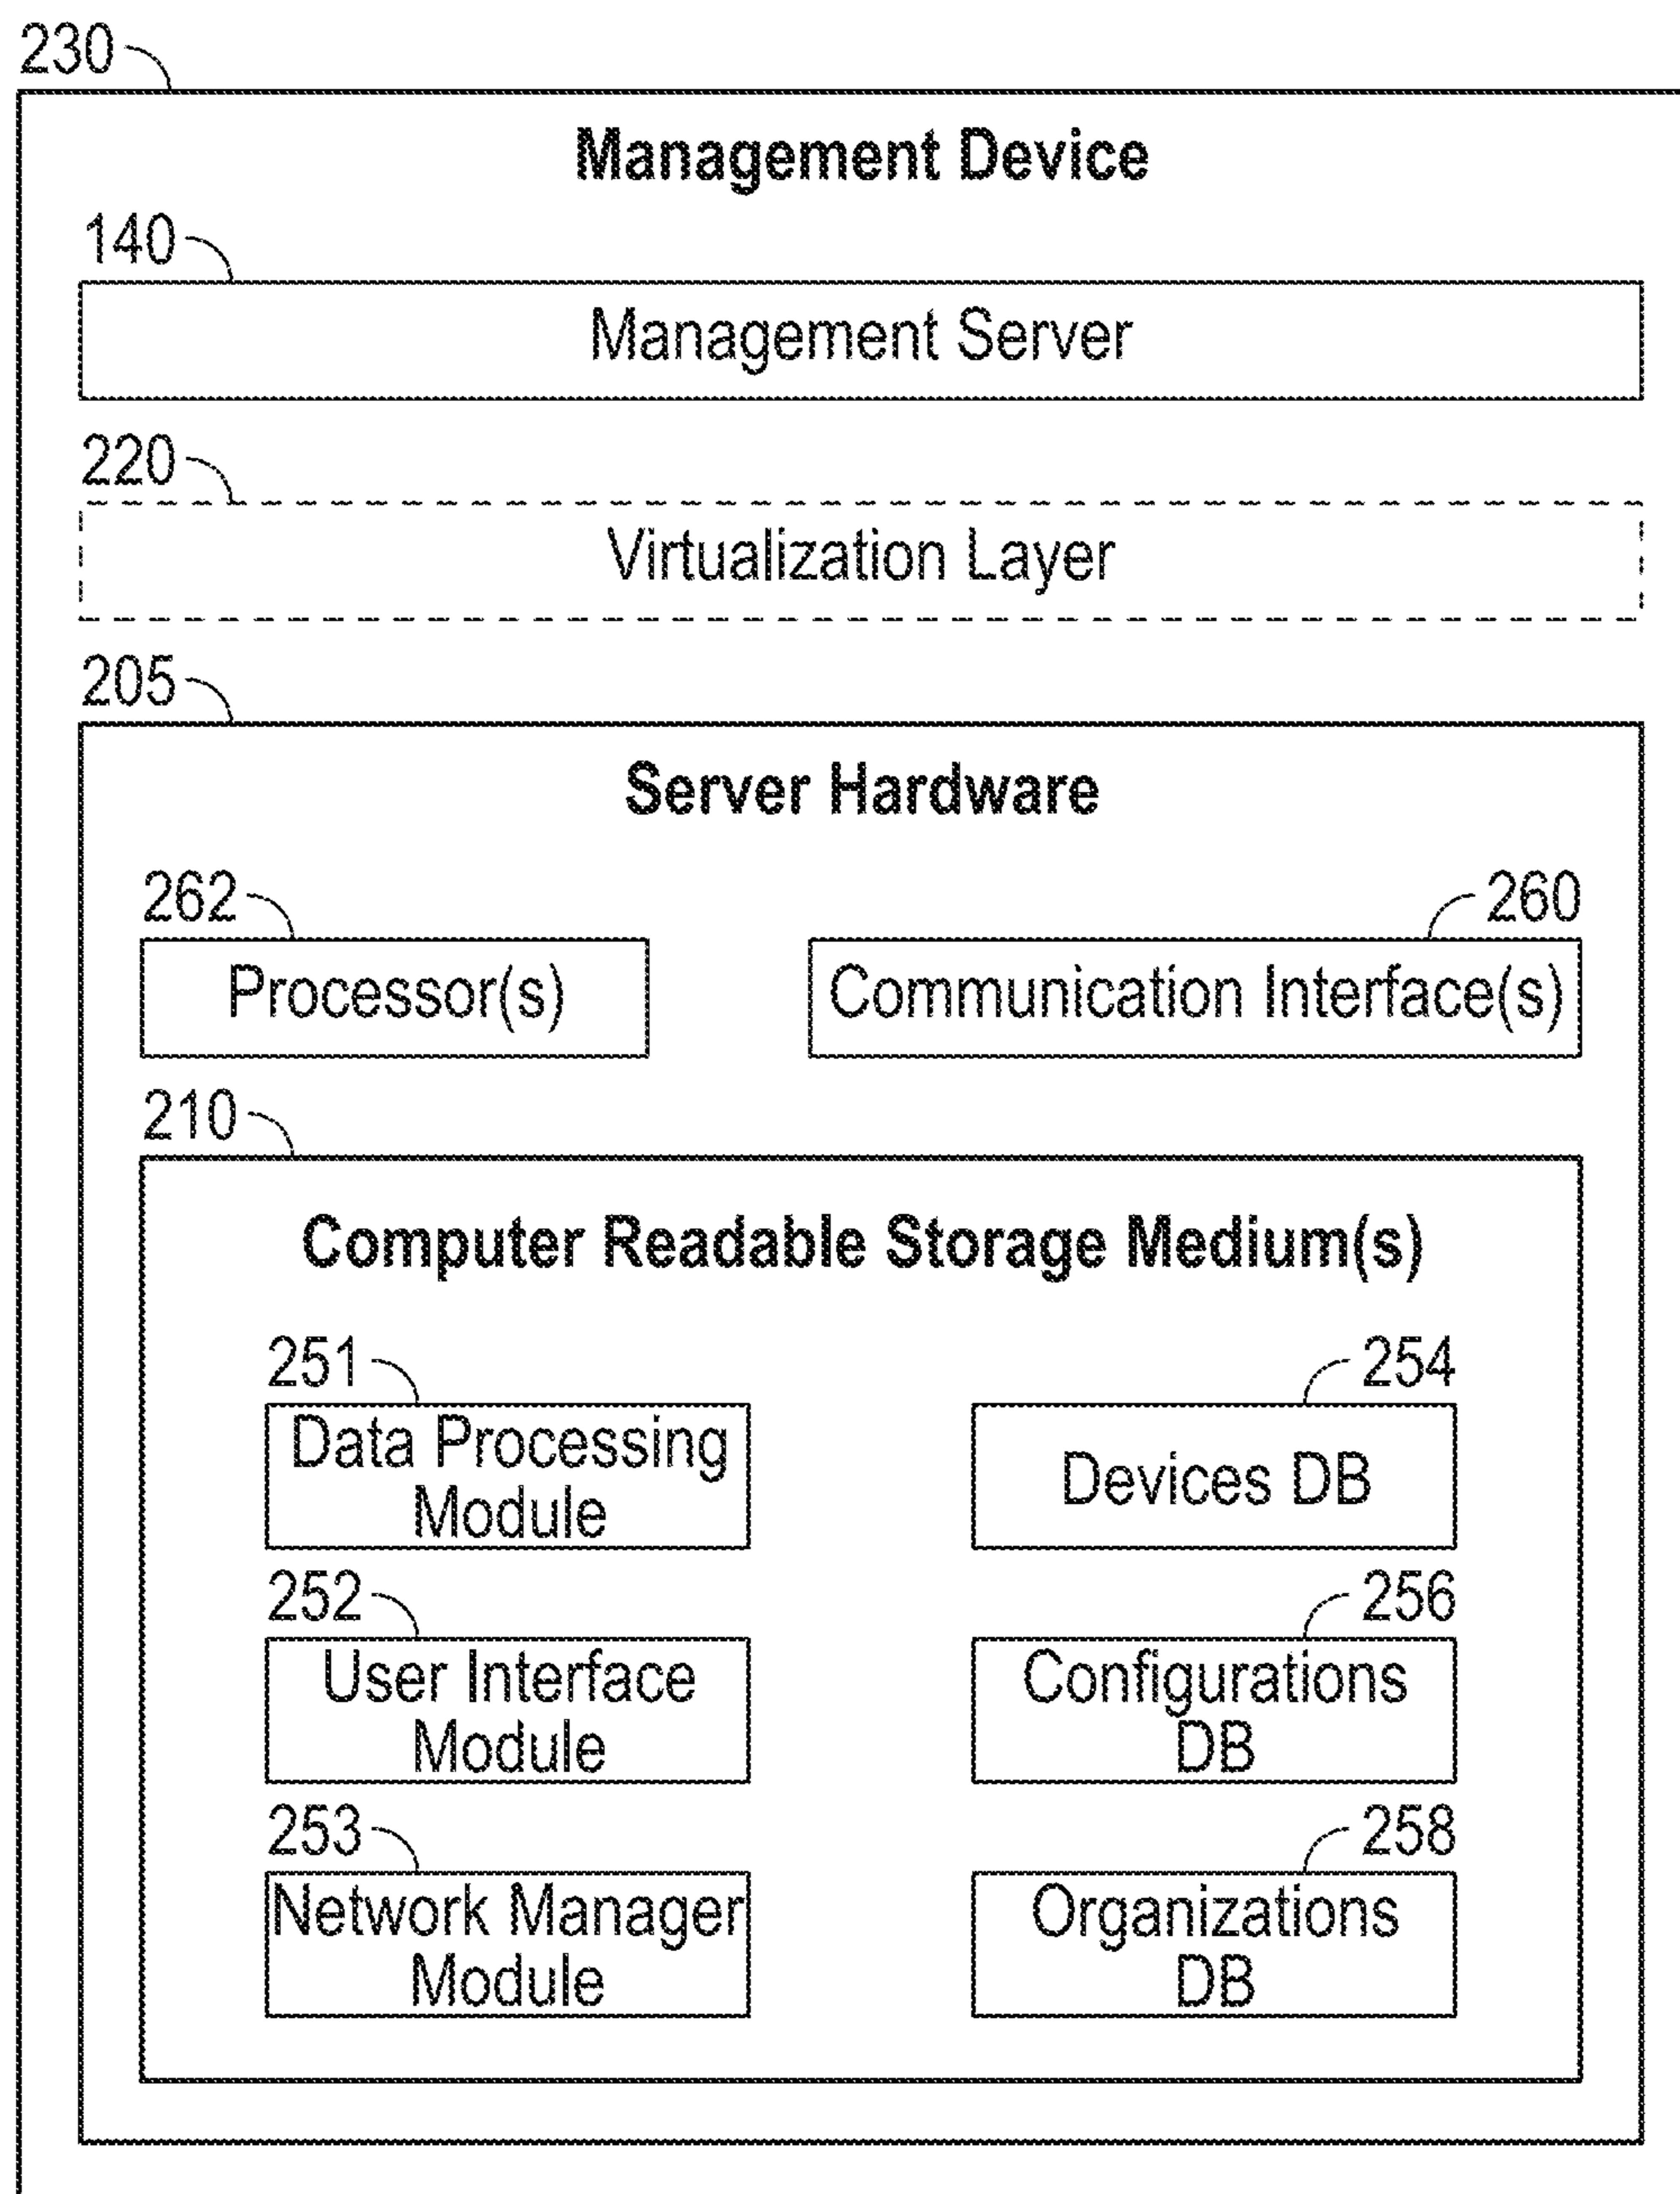 230
Management Device
140
Management Server
220
Virtualization Layer
205
Server Hardware
262
260
Processor(s)
Communication Interface(s)
210
Computer Readable Storage Medium(s)
251
254
Data Processing
Module
Devices DB
252
256
User Interface
Module
Configurations
DB
253
258
Network Manager
Module
Organizations
DB